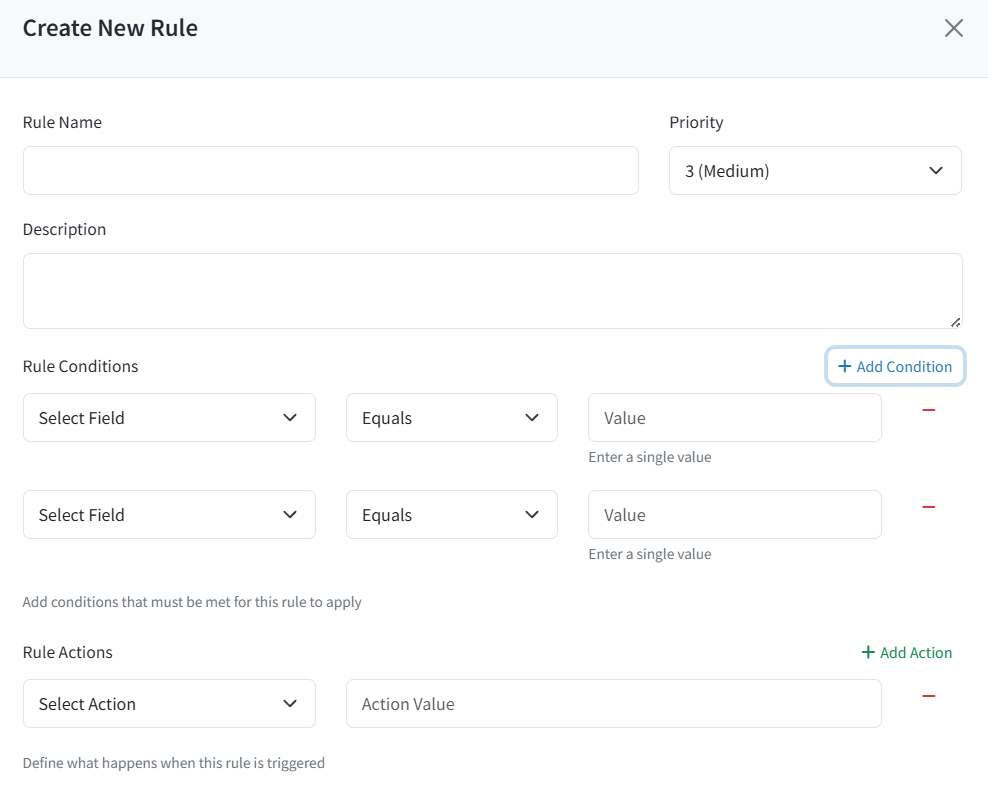 Create New Rule
Rule Name Priority
3 (Medium)
Description
Rule Conditions + Add Condition
Select Field Equals Value
Enter a single value
Select Field Equals Value
Enter a single value
Add conditions that must be met for this rule to apply
Rule Actions + Add Action
Select Action Action Value
Define what happens when this rule is triggered